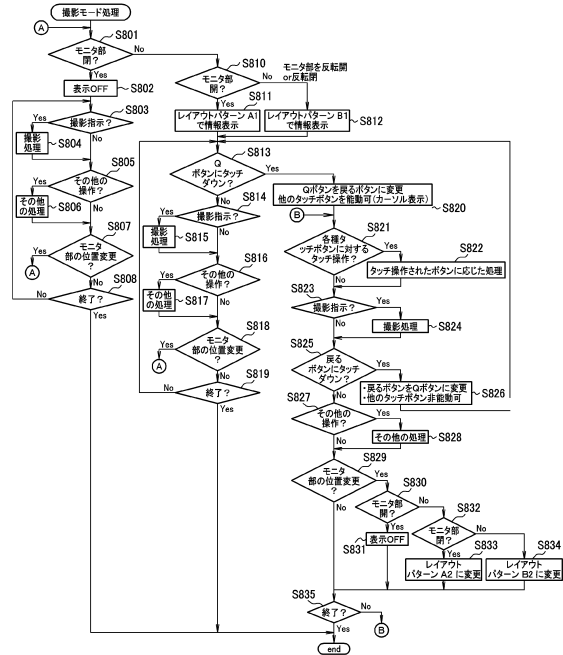 撮影モード処理
A
S801
モニタ部
閉？
No
Yes
表示OFF
S802
S803
撮影指示？
Yes
No
撮影
処理
S804
S805
その他の
操作？
Yes
No
その他
の処理
S806
S807
モニタ
部の位置変更
？
Yes
No
A
S808
終了？
No
Yes
S810
モニタ部
開？
No
Yes
モニタ部を反転開
or反転閉
S811
レイアウトパターン A1
で情報表示
レイアウトパターン B1
で情報表示
S812
S813
Q
ボタンにタッチ
ダウン？
Yes
No
S814
撮影指示？
Yes
No
撮影
処理
S815
S816
その他の
操作？
Yes
No
その他
の処理
S817
S818
モニタ
部の位置変更
？
Yes
No
A
S819
終了？
No
Yes
Qボタンを戻るボタンに変更
他のタッチボタンを能動可(カーソル表示)
S820
B
S821
各種タ
ッチボタンに対する
タッチ操作？
Yes
No
S822
タッチ操作されたボタンに応じた処理
S823
撮影指示？
Yes
No
撮影処理
S824
S825
戻る
ボタンにタッチ
ダウン？
Yes
No
・戻るボタンをQボタンに変更
・他のタッチボタン非能動可
S826
S827
その他の
操作？
Yes
No
その他の処理
S828
S829
モニタ
部の位置変更
？
Yes
No
S830
モニタ部
開？
No
Yes
表示OFF
S831
S832
モニタ部
閉？
No
Yes
S833
レイアウト
パターン A2 に変更
S834
レイアウト
パターン B2 に変更
S835
終了？
No
Yes
B
end